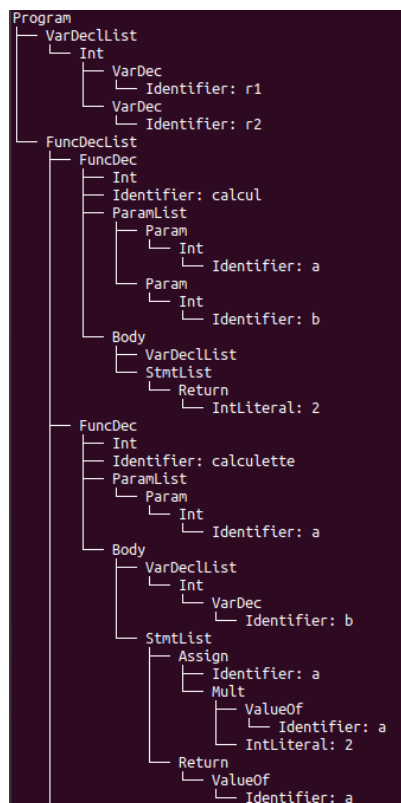 Program
VarDeclList
Int
VarDec
Identifier: r1
VarDec
Identifier: r2
FuncDecList
FuncDec
Int
Identifier: calcul
ParamList
Param
Int
Identifier: a
Param
Int
Identifier: b
Body
VarDeclList
StmtList
Return
IntLiteral: 2
FuncDec
Int
Identifier: calculette
ParamList
Param
Int
Identifier: a
Body
VarDeclList
Int
VarDec
Identifier: b
StmtList
Assign
Identifier: a
Mult
ValueOf
Identifier: a
IntLiteral: 2
Return
ValueOf
Identifier: a